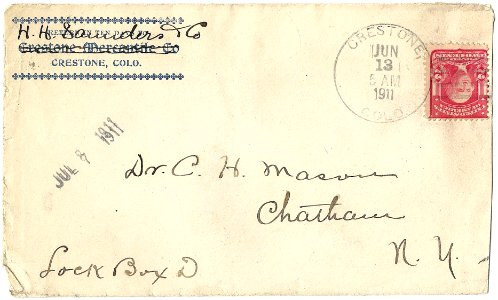 H. H. Saunders & Co
Crestone Mercantile Co
CRESTONE, COLO.
CRESTONE
JUN
13
6 AM
1911
COLO.
JUL 8 1911
Dr. C. H. Mason
Chatham
N. Y.
Lock Box D